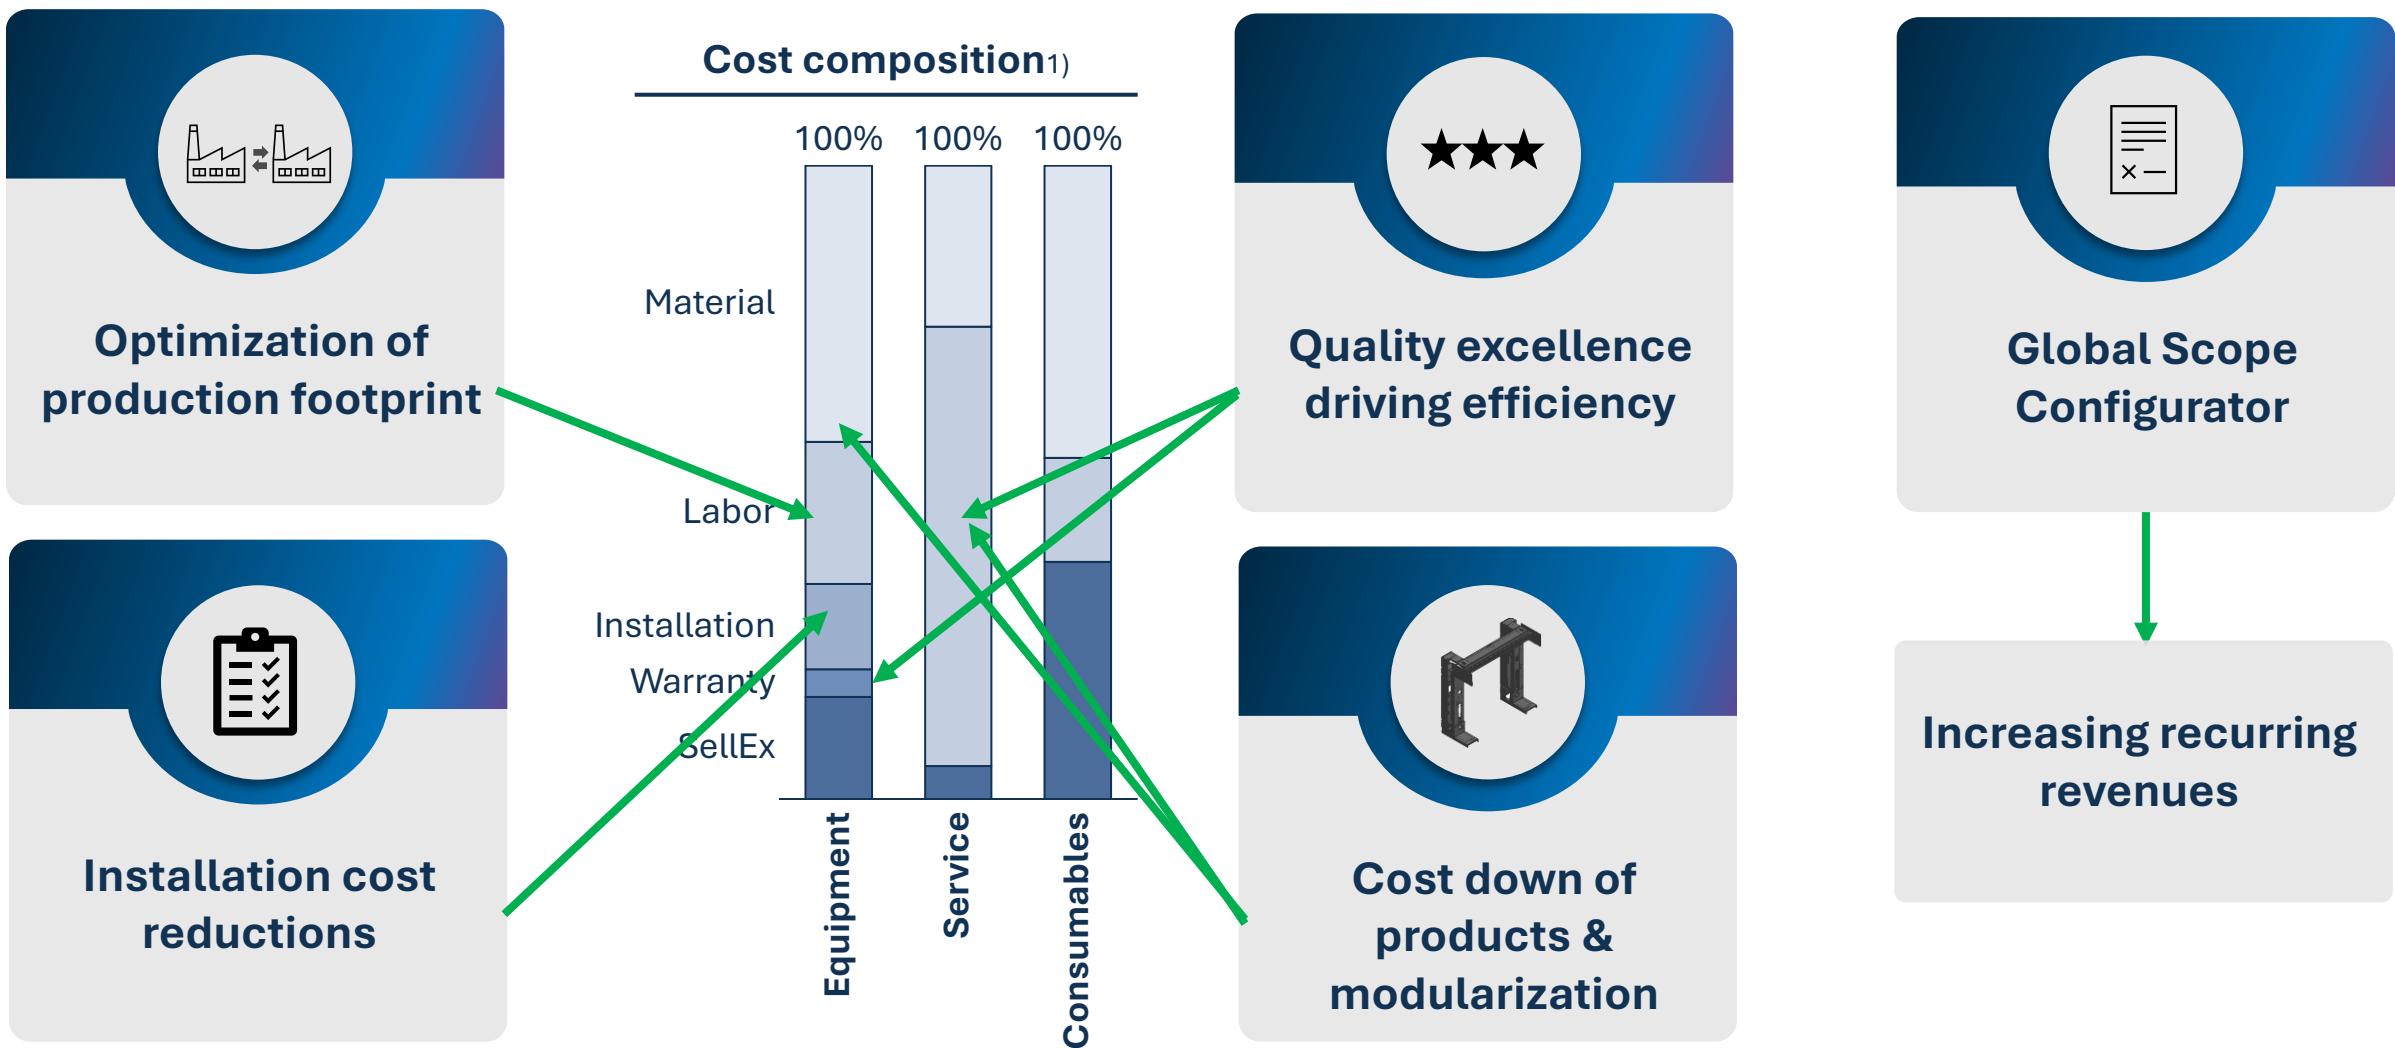 Optimization of
production footprint
Installation cost
reductions
Cost composition1)
100% 100% 100%
Material
Labor
Installation
Warranty
SellEx
Equipment
Service
Consumables
Quality excellence
driving efficiency
Cost down of
products &
modularization
Global Scope
Configurator
Increasing recurring
revenues